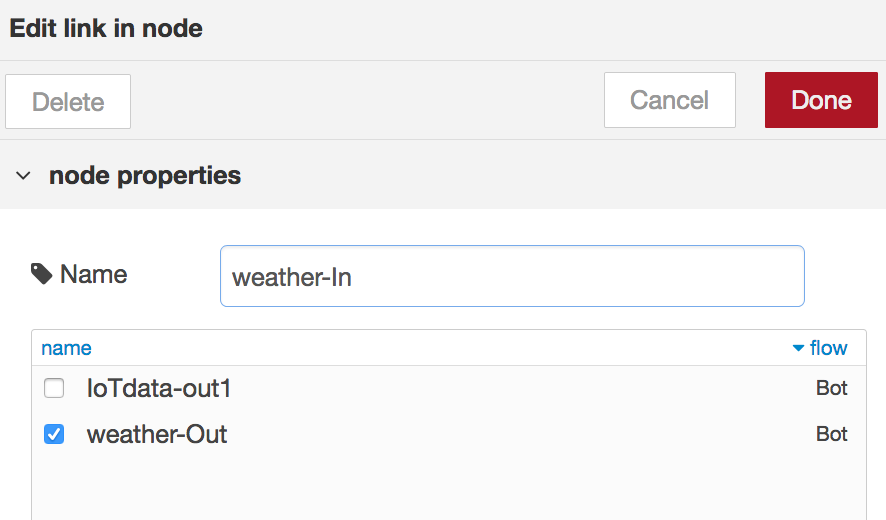 Edit link in node
Delete Cancel Done
node properties
Name weather-In
name flow
IoTdata-out1 Bot
weather-Out Bot